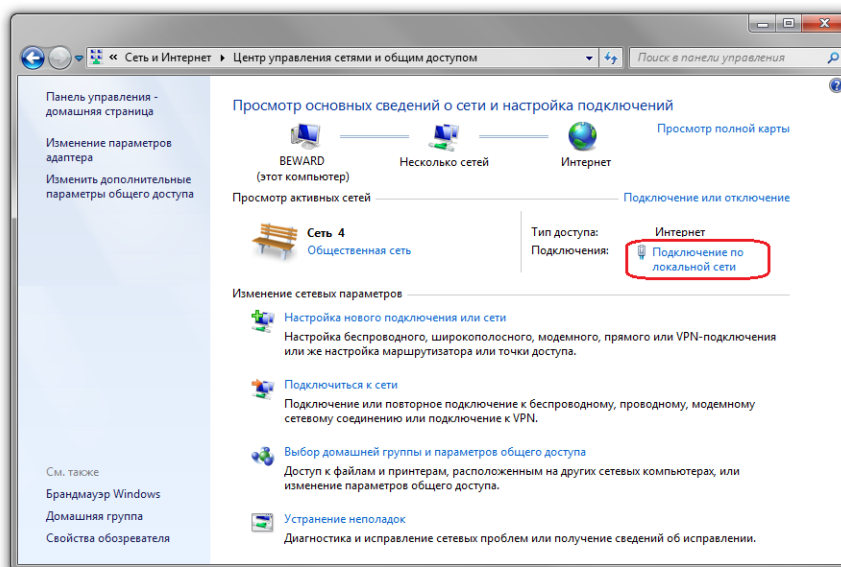 « Сеть и Интернет ▸ Центр управления сетями и общим доступом
Поиск в панели управления
Панель управления -
домашняя страница
Изменение параметров
адаптера
Изменить дополнительные
параметры общего доступа
См. также
Брандмауэр Windows
Домашняя группа
Свойства обозревателя
Просмотр основных сведений о сети и настройка подключений
Просмотр полной карты
BEWARD
(этот компьютер)
Несколько сетей
Интернет
Просмотр активных сетей
Подключение или отключение
Сеть 4
Общественная сеть
Тип доступа: Интернет
Подключения: Подключение по
локальной сети
Изменение сетевых параметров
Настройка нового подключения или сети
Настройка беспроводного, широкополосного, модемного, прямого или VPN-подключения
или же настройка маршрутизатора или точки доступа.
Подключиться к сети
Подключение или повторное подключение к беспроводному, проводному, модемному
сетевому соединению или подключение к VPN.
Выбор домашней группы и параметров общего доступа
Доступ к файлам и принтерам, расположенным на других сетевых компьютерах, или
изменение параметров общего доступа.
Устранение неполадок
Диагностика и исправление сетевых проблем или получение сведений об исправлении.